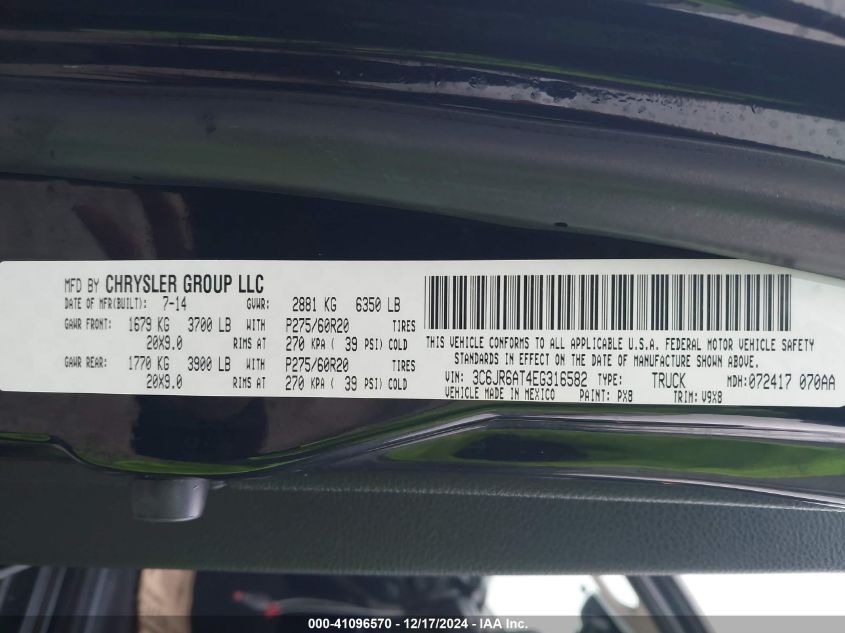 MFD BY CHRYSLER GROUP LLC
DATE OF MFR(BUILT): 7-14 GVWR: 2881 KG 6350 LB
GAWR FRONT: 1679 KG 3700 LB WITH P275/60R20 TIRES
20X9.0 RIMS AT 270 KPA ( 39 PSI) COLD
GAWR REAR: 1770 KG 3900 LB WITH P275/60R20 TIRES
20X9.0 RIMS AT 270 KPA ( 39 PSI) COLD
THIS VEHICLE CONFORMS TO ALL APPLICABLE U.S.A. FEDERAL MOTOR VEHICLE SAFETY
STANDARDS IN EFFECT ON THE DATE OF MANUFACTURE SHOWN ABOVE.
VIN: 3C6JR6AT4EG316582 TYPE: TRUCK MDH: 072417 070AA
VEHICLE MADE IN MEXICO PAINT: PX8 TRIM: V9X8
000-41096570 / 12/17/2024 - IAA Inc.